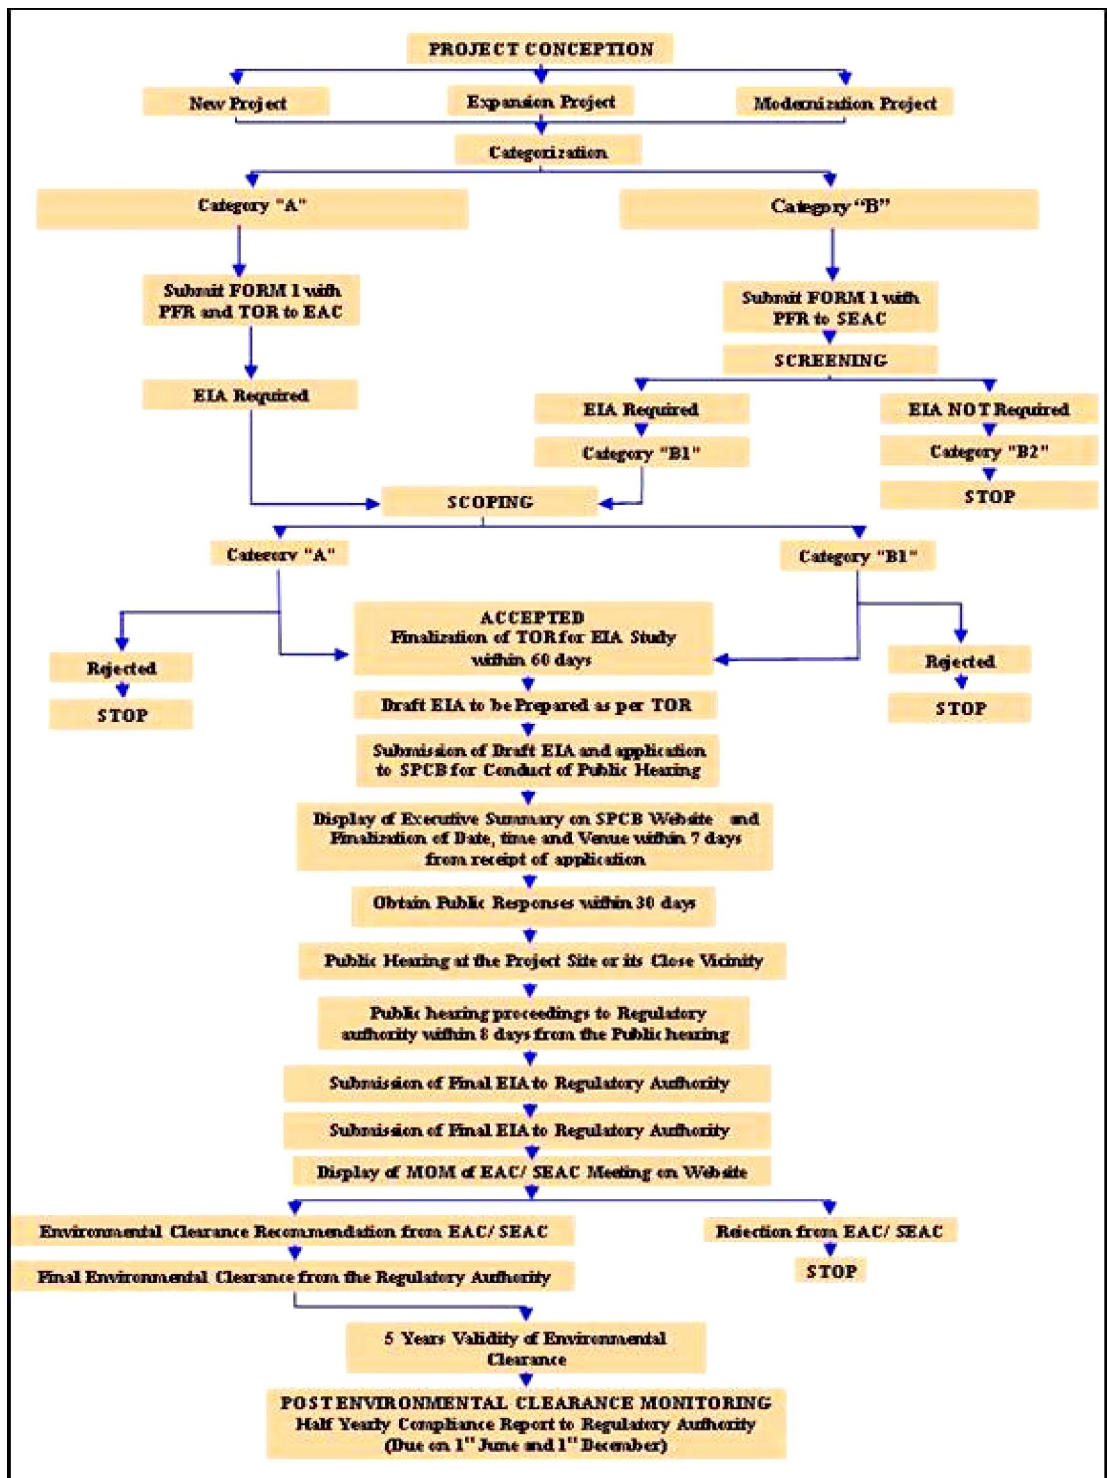 PROJECT CONCEPTION
New Project
Expansion Project
Modernization Project
Categorization
Category "A"
Category “B”
Submit FORM 1 with
PFR and TOR to EAC
Submit FORM 1 with
PFR to SEAC
SCREENING
EIA Required
EIA Required
EIA NOT Required
Category "B1"
Category "B2"
SCOPING
STOP
Category "A"
Category "B1"
ACCEPTED
Finalization of TOR for EIA Study
within 60 days
Rejected
STOP
Rejected
STOP
Draft EIA to be Prepared as per TOR
Submission of Draft EIA and application
to SPCB for Conduct of Public Hearing
Display of Executive Summary on SPCB Website and
Finalization of Date, time and Venue within 7 days
from receipt of application
Obtain Public Responses within 30 days
Public Hearing at the Project Site or its Close Vicinity
Public hearing proceedings to Regulatory
authority within 8 days from the Public hearing
Submission of Final EIA to Regulatory Authority
Submission of Final EIA to Regulatory Authority
Display of MOM of EAC/ SEAC Meeting on Website
Environmental Clearance Recommendation from EAC/ SEAC
Rejection from EAC/ SEAC
Final Environmental Clearance from the Regulatory Authority
STOP
5 Years Validity of Environmental
Clearance
POST ENVIRONMENTAL CLEARANCE MONITORING
Half Yearly Compliance Report to Regulatory Authority
(Due on 1st June and 1st December)